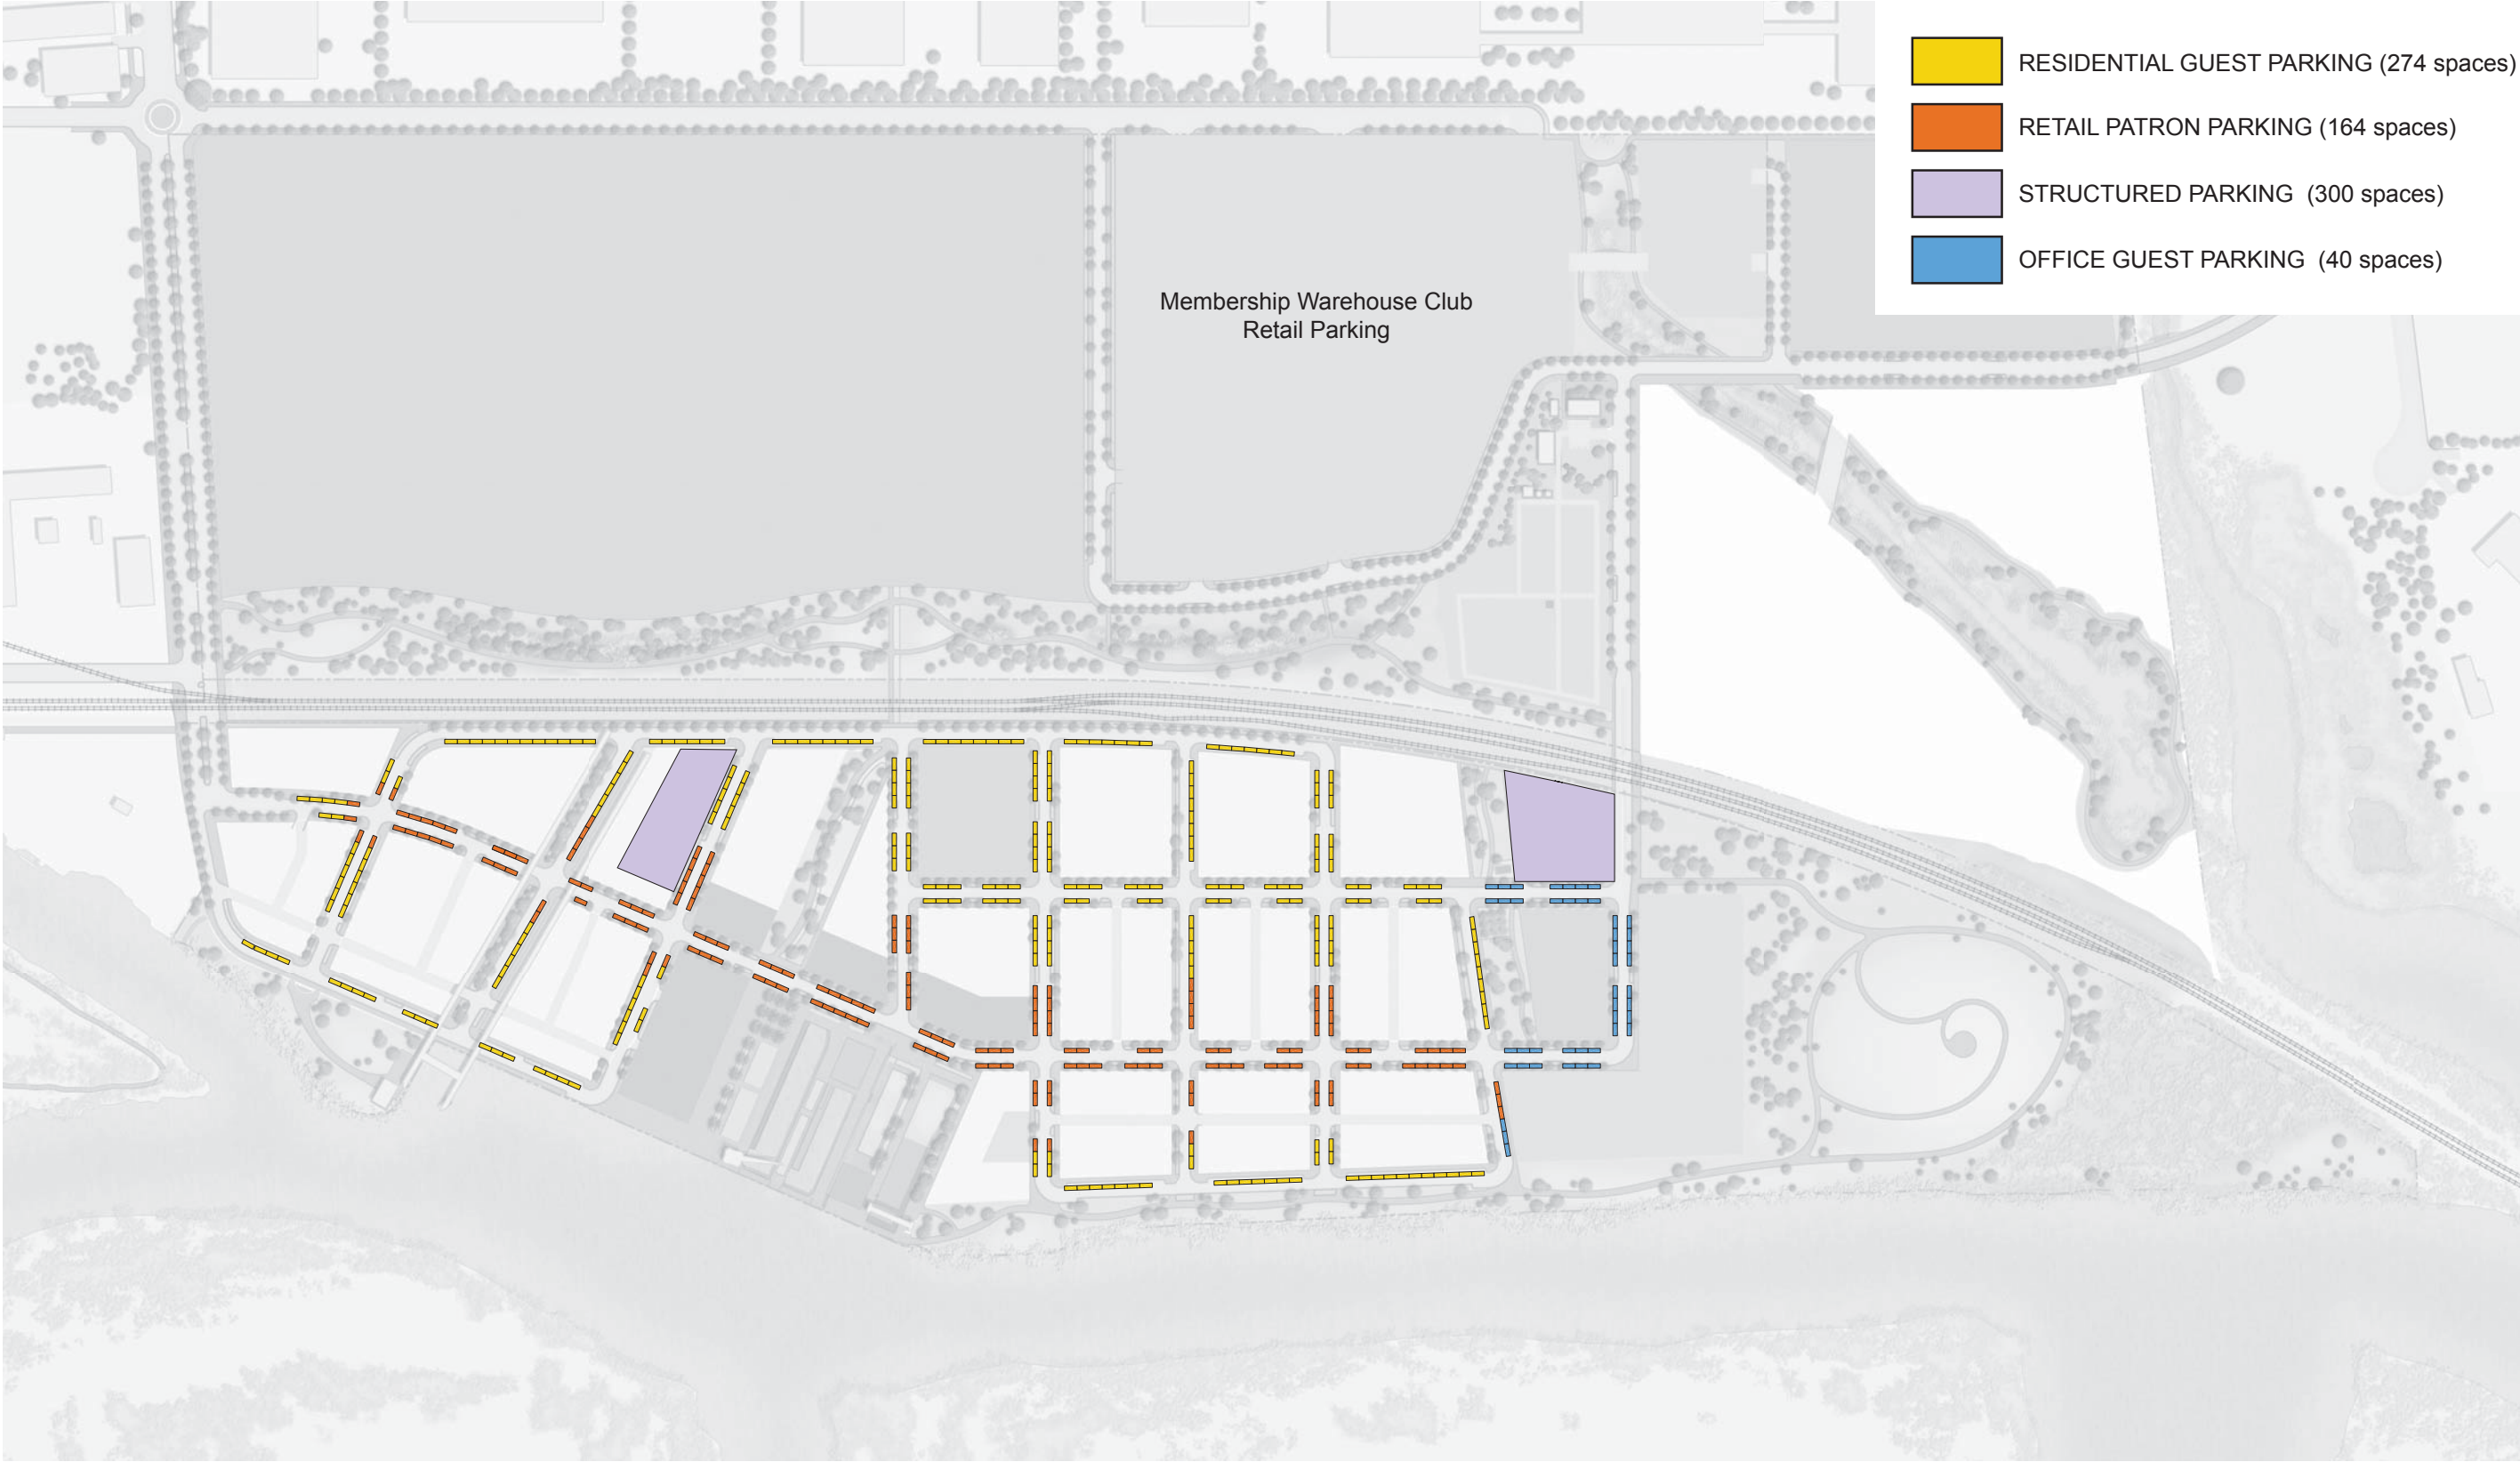 RESIDENTIAL GUEST PARKING (274 spaces)
RETAIL PATRON PARKING (164 spaces)
STRUCTURED PARKING (300 spaces)
OFFICE GUEST PARKING (40 spaces)
Membership Warehouse Club
Retail Parking